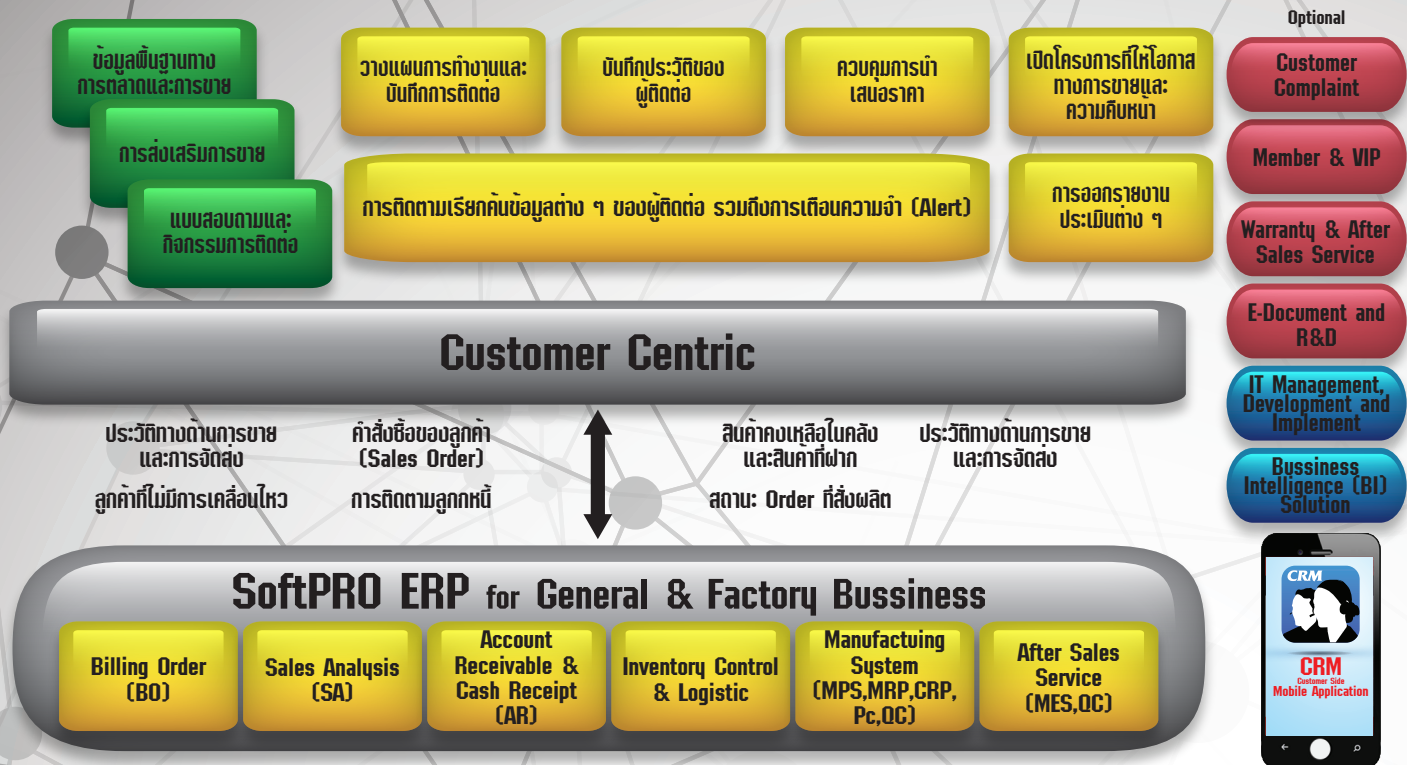 Optional
ข้อมูลพื้นฐานทาง
การตลาดและการขาย
การส่งเสริมการขาย
แบบสอบถามและ
กิจกรรมการติดต่อ
วางแผนการทำงานและ
บันทึกการติดต่อ
บันทึกประวัติของ
ผู้ติดต่อ
ควบคุมการนำ
เสนอราคา
เปิดโครงการที่ให้โอกาส
ทางการขายและ
ความคืบหน้า
การติดตามเรียกค้นข้อมูลต่าง ๆ ของผู้ติดต่อ รวมถึงการเตือนความจำ (Alert)
การออกรายงาน
ประเมินต่าง ๆ
Customer
Complaint
Member & VIP
Warranty & After
Sales Service
E-Document and
R&D
IT Management,
Development and
Implement
Bussiness
Intelligence (BI)
Solution
Customer Centric
ประวัติทางด้านการขาย
และการจัดส่ง
ลูกค้าที่ไม่มีการเคลื่อนไหว
คำสั่งซื้อของลูกค้า
(Sales Order)
การติดตามลูกกหนี้
สินค้าคงเหลือในคลัง
และสินค้าที่ฝาก
สถานะ Order ที่สั่งผลิต
ประวัติทางด้านการขาย
และการจัดส่ง
SoftPRO ERP for General & Factory Bussiness
Billing Order
(BO)
Sales Analysis
(SA)
Account
Receivable &
Cash Receipt
(AR)
Inventory Control
& Logistic
Manufactuing
System
(MPS,MRP,CRP,
Pc,QC)
After Sales
Service
(MES,QC)
CRM
CRM
Customer Side
Mobile Application